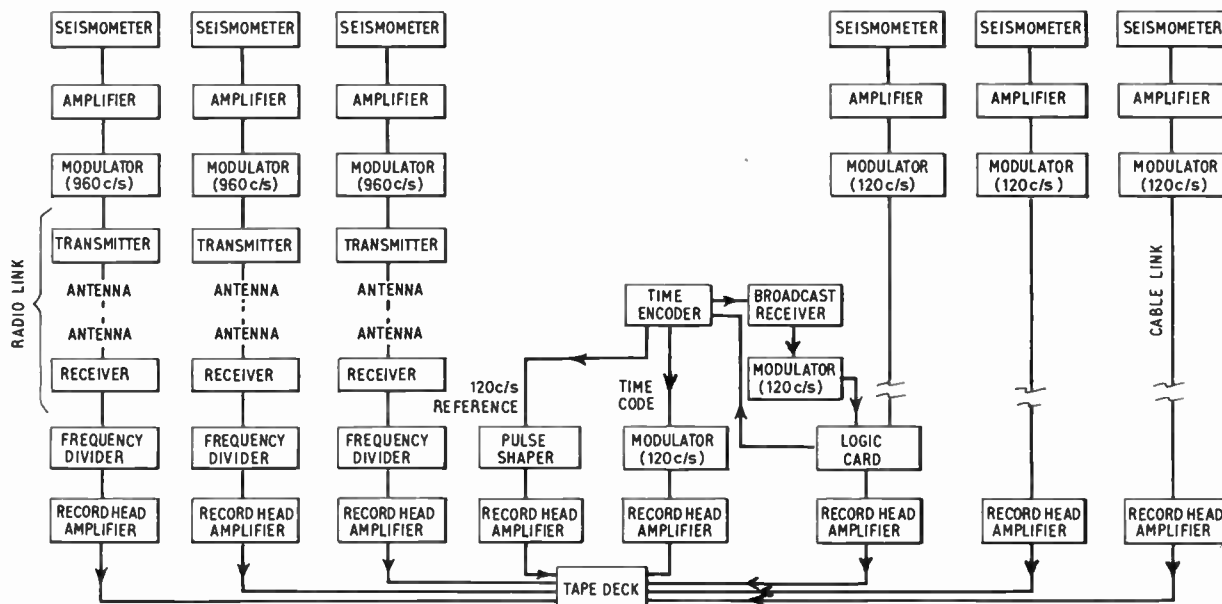 SEISMOMETER SEISMOMETER SEISMOMETER SEISMOMETER SEISMOMETER SEISMOMETER
AMPLIFIER AMPLIFIER AMPLIFIER AMPLIFIER AMPLIFIER AMPLIFIER
MODULATOR MODULATOR MODULATOR MODULATOR MODULATOR MODULATOR
(960 c/s) (960c/s) (960 c/s) (120c/s) (120c/s) (120c/s)
TRANSMITTER TRANSMITTER TRANSMITTER
RADIO LINK
ANTENNA ANTENNA ANTENNA
ANTENNA ANTENNA ANTENNA
RECEIVER RECEIVER RECEIVER
TIME
ENCODER
BROADCAST
RECEIVER
MODULATOR
(120c/s)
CABLE LINK
120c/s
REFERENCE
TIME
CODE
FREQUENCY FREQUENCY FREQUENCY PULSE MODULATOR LOGIC
DIVIDER DIVIDER DIVIDER SHAPER (120c/s) CARD
RECORD HEAD RECORD HEAD RECORD HEAD RECORD HEAD RECORD HEAD RECORD HEAD RECORD HEAD RECORD HEAD
AMPLIFIER AMPLIFIER AMPLIFIER AMPLIFIER AMPLIFIER AMPLIFIER AMPLIFIER AMPLIFIER
TAPE DECK